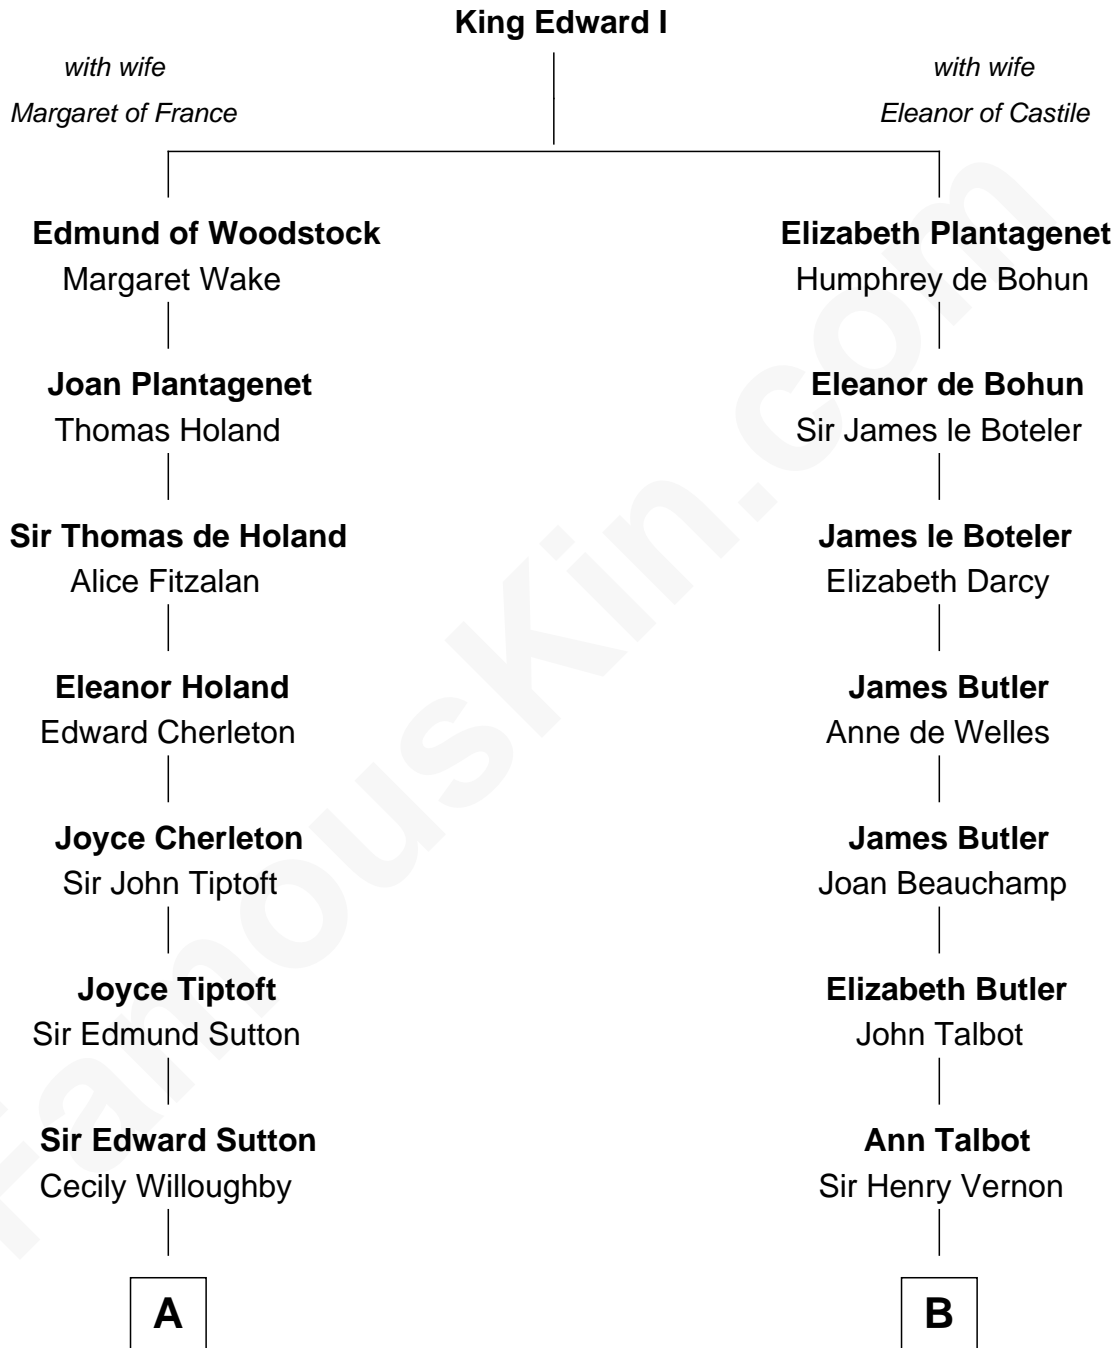 King Edward I
with wife
Margaret of France
with wife
Eleanor of Castile
Edmund of Woodstock
Margaret Wake
Elizabeth Plantagenet
Humphrey de Bohun
Joan Plantagenet
Thomas Holand
Eleanor de Bohun
Sir James le Boteler
Sir Thomas de Holand
Alice Fitzalan
James le Boteler
Elizabeth Darcy
Eleanor Holand
Edward Cherleton
James Butler
Anne de Welles
Joyce Cherleton
Sir John Tiptoft
James Butler
Joan Beauchamp
Joyce Tiptoft
Sir Edmund Sutton
Elizabeth Butler
John Talbot
Sir Edward Sutton
Cecily Willoughby
Ann Talbot
Sir Henry Vernon
A
B
FamousKin.com